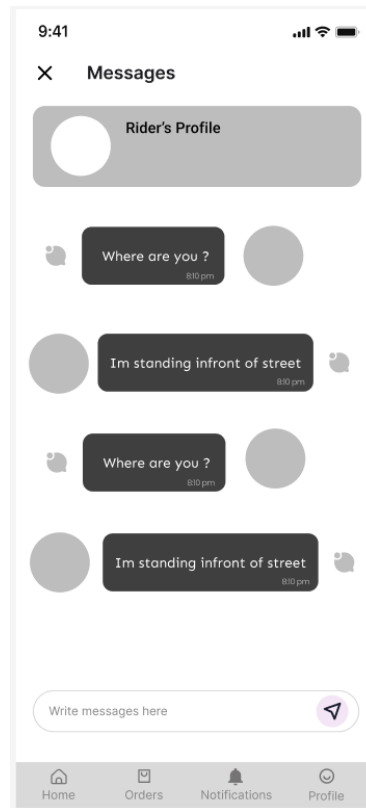 9:41
Messages
Rider's Profile
Where are you ?
8:10 pm
Im standing infront of street
8:10 pm
Where are you ?
8:10 pm
Im standing infront of street
8:10 pm
Write messages here
Home Orders Notifications Profile